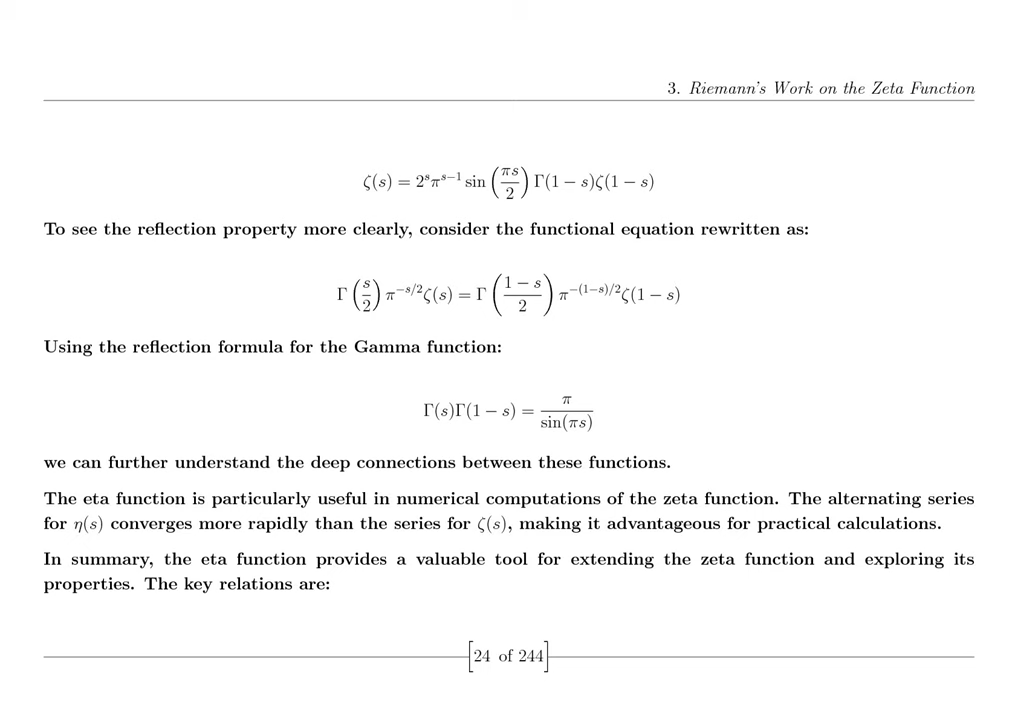 3. Riemann's Work on the Zeta Function
ζ(s) = 2^s π^{s−1} sin (πs/2) Γ(1 − s)ζ(1 − s)
To see the reflection property more clearly, consider the functional equation rewritten as:
Γ (s/2) π^{−s/2} ζ(s) = Γ ((1 − s)/2) π^{−(1−s)/2} ζ(1 − s)
Using the reflection formula for the Gamma function:
Γ(s)Γ(1 − s) = π / sin(πs)
we can further understand the deep connections between these functions.
The eta function is particularly useful in numerical computations of the zeta function. The alternating series
for η(s) converges more rapidly than the series for ζ(s), making it advantageous for practical calculations.
In summary, the eta function provides a valuable tool for extending the zeta function and exploring its
properties. The key relations are:
[24 of 244]